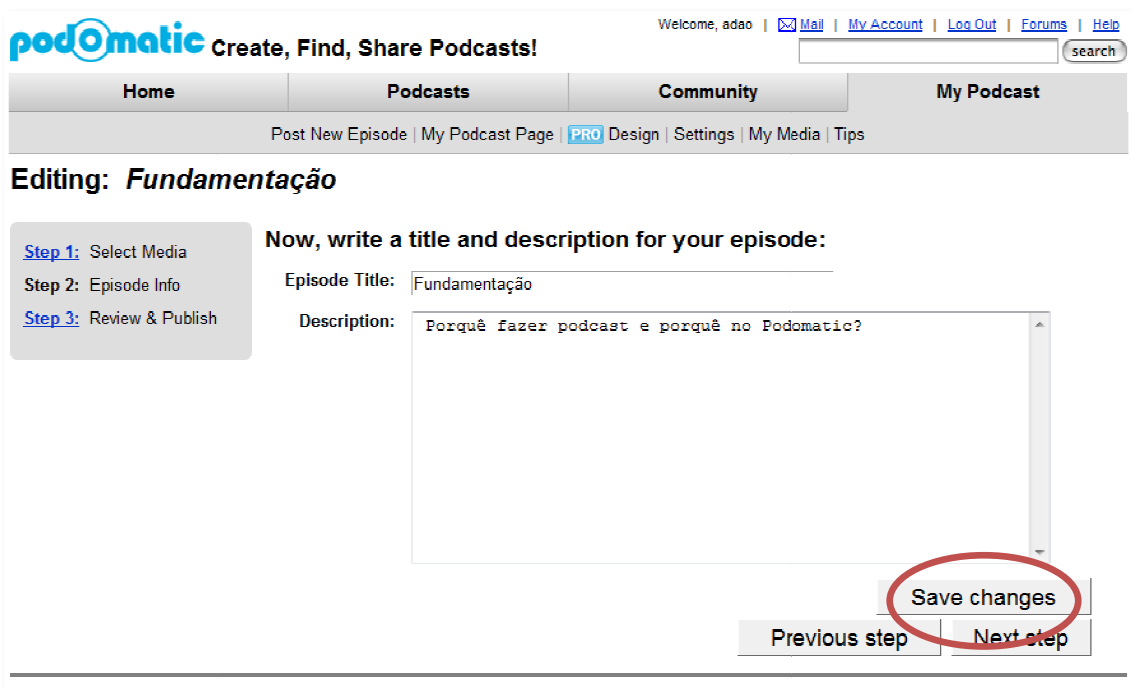 Welcome, adao | Mail | My Account | Log Out | Forums | Help
podOmatic Create, Find, Share Podcasts!
search
Home Podcasts Community My Podcast
Post New Episode | My Podcast Page | PRO Design | Settings | My Media | Tips
Editing: Fundamentação
Step 1: Select Media
Step 2: Episode Info
Step 3: Review & Publish
Now, write a title and description for your episode:
Episode Title: Fundamentação
Description: Porquê fazer podcast e porquê no Podomatic?
Save changes
Previous step Next step